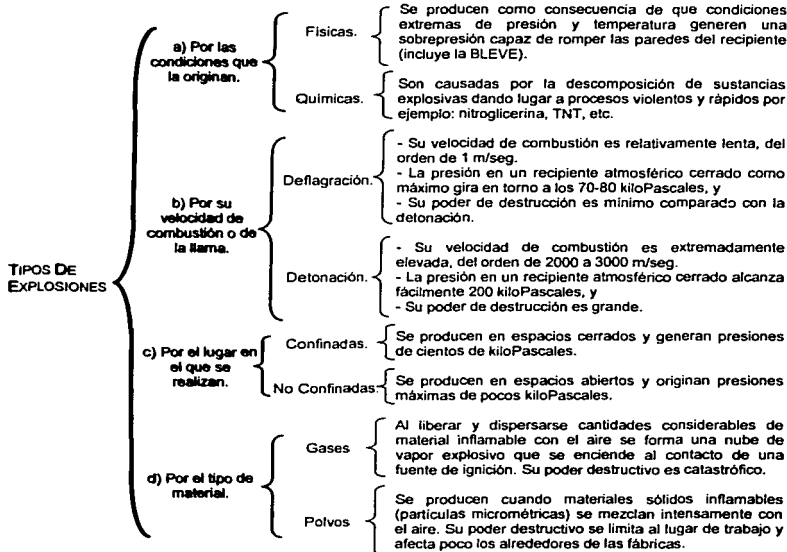 TIPOS DE
EXPLOSIONES
a) Por las
condiciones que
la originan.
Físicas.
Se producen como consecuencia de que condiciones
extremas de presión y temperatura generen una
sobrepresión capaz de romper las paredes del recipiente
(incluye la BLEVE).
Químicas.
Son causadas por la descomposición de sustancias
explosivas dando lugar a procesos violentos y rápidos por
ejemplo: nitroglicerina, TNT, etc.
b) Por su
velocidad de
combustión o de
la llama.
Deflagración.
- Su velocidad de combustión es relativamente lenta, del
orden de 1 m/seg.
- La presión en un recipiente atmosférico cerrado como
máximo gira en torno a los 70-80 kiloPascales, y
- Su poder de destrucción es mínimo comparado con la
detonación.
Detonación.
- Su velocidad de combustión es extremadamente
elevada, del orden de 2000 a 3000 m/seg.
- La presión en un recipiente atmosférico cerrado alcanza
fácilmente 200 kiloPascales, y
- Su poder de destrucción es grande.
c) Por el lugar en
el que se
realizan.
Confinadas.
Se producen en espacios cerrados y generan presiones
de cientos de kiloPascales.
No Confinadas:
Se producen en espacios abiertos y originan presiones
máximas de pocos kiloPascales.
d) Por el tipo de
material.
Gases
Al liberar y dispersarse cantidades considerables de
material inflamable con el aire se forma una nube de
vapor explosivo que se enciende al contacto de una
fuente de ignición. Su poder destructivo es catastrófico.
Polvos
Se producen cuando materiales sólidos inflamables
(partículas micrométricas) se mezclan intensamente con
el aire. Su poder destructivo se limita al lugar de trabajo y
afecta poco los alrededores de las fábricas.